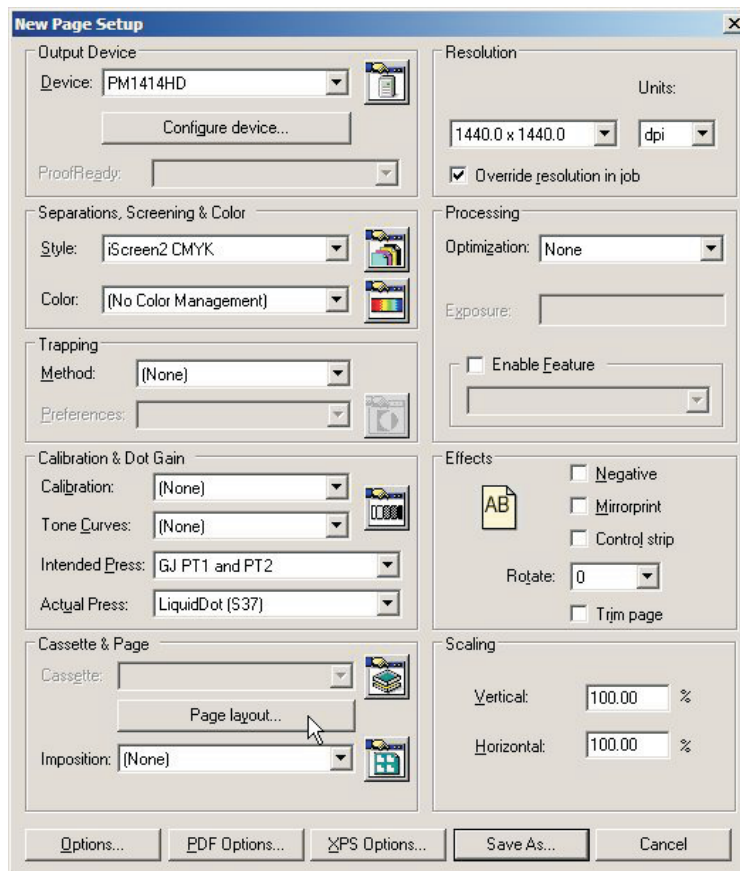 New Page Setup
Output Device
Device: PM1414HD
Configure device...
ProofReady:
Resolution
Units:
1440.0 x 1440.0 dpi
Override resolution in job
Separations, Screening & Color
Style: iScreen2 CMYK
Color: (No Color Management)
Processing
Optimization: None
Exposure:
Enable Feature
Trapping
Method: (None)
Preferences:
Calibration & Dot Gain
Calibration: (None)
Tone Curves: (None)
Intended Press: GJ PT1 and PT2
Actual Press: LiquidDot (S37)
Effects
AB
Negative
Mirrorprint
Control strip
Rotate: 0
Trim page
Cassette & Page
Cassette:
Page layout...
Imposition: (None)
Scaling
Vertical: 100.00 %
Horizontal: 100.00 %
Options... PDF Options... XPS Options... Save As... Cancel